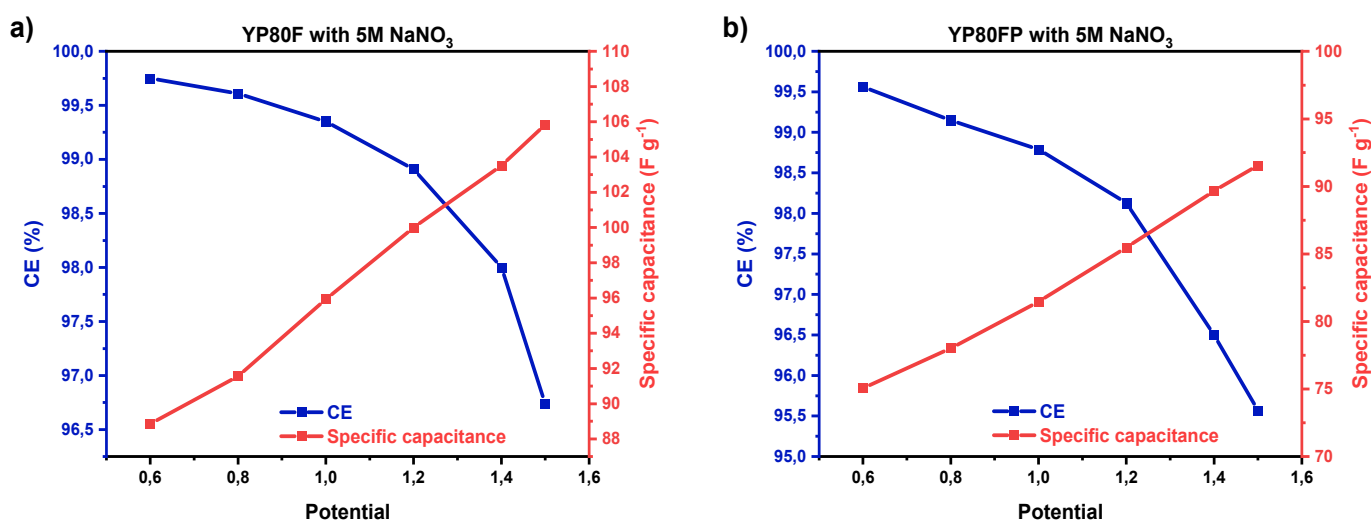 a)
YP80F with 5M NaNO₃
100,0
99,5
99,0
98,5
98,0
97,5
97,0
96,5
CE (%)
110
108
106
104
102
100
98
96
94
92
90
88
Specific capacitance (F g⁻¹)
CE
Specific capacitance
0,6 0,8 1,0 1,2 1,4 1,6
Potential
b)
YP80FP with 5M NaNO₃
100,0
99,5
99,0
98,5
98,0
97,5
97,0
96,5
96,0
95,5
95,0
CE (%)
100
95
90
85
80
75
70
Specific capacitance (F g⁻¹)
CE
Specific capacitance
0,6 0,8 1,0 1,2 1,4 1,6
Potential